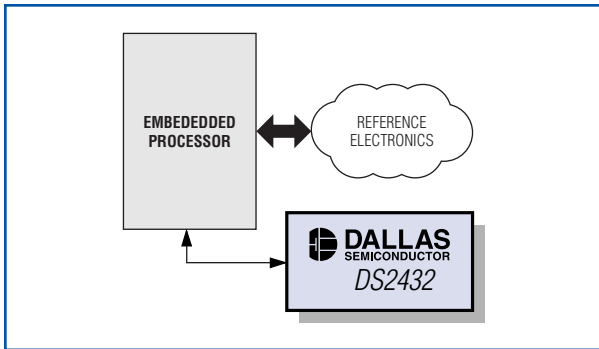 EMBEDEDDED
PROCESSOR
REFERENCE
ELECTRONICS
DALLAS
SEMICONDUCTOR
DS2432